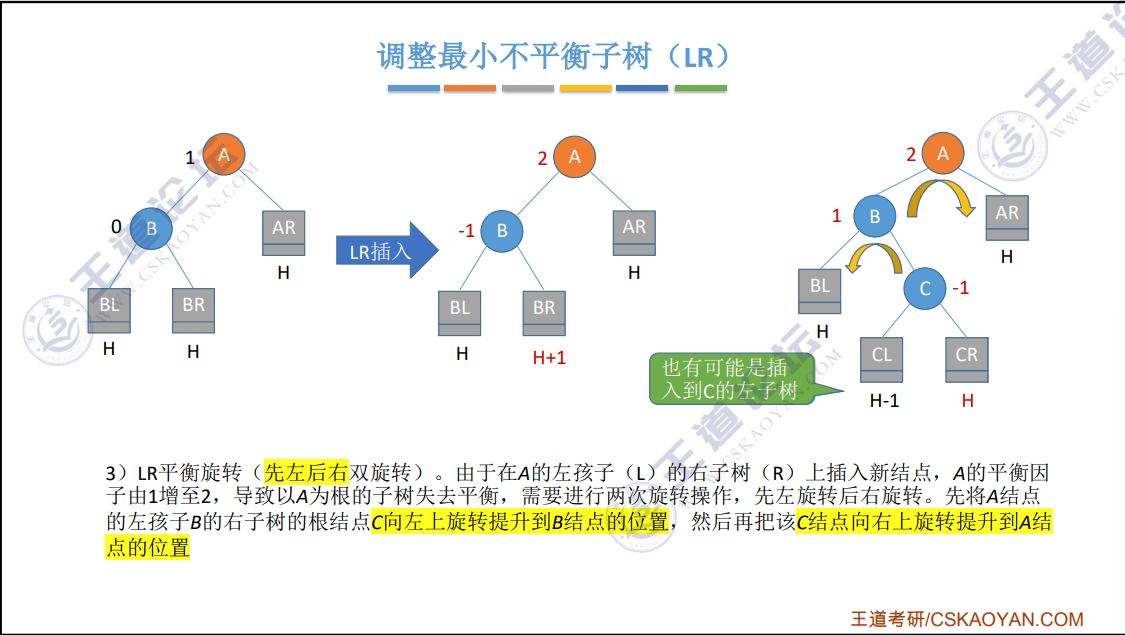 调整最小不平衡子树（LR）
1
A
0
B
AR
H
BL
BR
H
H
LR插入
2
A
-1
B
AR
H
BL
BR
H
H+1
2
A
1
B
AR
H
BL
C
-1
H
CL
CR
H-1
H
也有可能是插
入到C的左子树
3）LR平衡旋转（先左后右双旋转）。由于在A的左孩子（L）的右子树（R）上插入新结点，A的平衡因
子由1增至2，导致以A为根的子树失去平衡，需要进行两次旋转操作，先左旋转后右旋转。先将A结点
的左孩子B的右子树的根结点C向左上旋转提升到B结点的位置，然后再把该C结点向右上旋转提升到A结
点的位置
王道考研/CSKAOYAN.COM
王道论坛
WWW.CSKAOYAN.COM